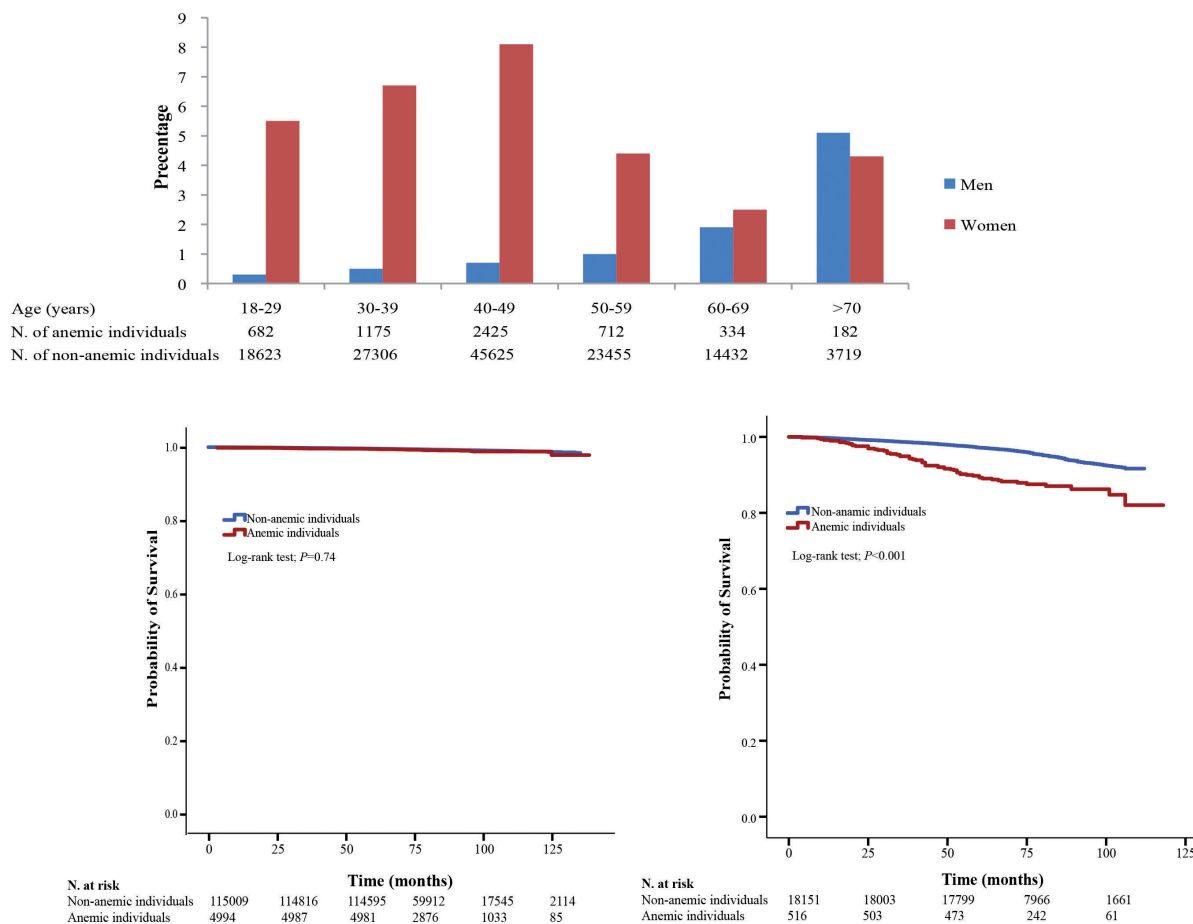 9
8
7
6
5
4
3
2
1
0
Precentage
Men
Women
Age (years) 18-29 30-39 40-49 50-59 60-69 >70
N. of anemic individuals 682 1175 2425 712 334 182
N. of non-anemic individuals 18623 27306 45625 23455 14432 3719
Probability of Survival
1.0
0.8
0.6
0.4
0.2
0.0
Non-anemic individuals
Anemic individuals
Log-rank test; P=0.74
0 25 50 75 100 125
Time (months)
N. at risk
Non-anemic individuals 115009 114816 114595 59912 17545 2114
Anemic individuals 4994 4987 4981 2876 1033 85
Probability of Survival
1.0
0.8
0.6
0.4
0.2
0.0
Non-anamic individuals
Anemic individuals
Log-rank test; P<0.001
0 25 50 75 100 125
Time (months)
N. at risk
Non-anemic individuals 18151 18003 17799 7966 1661
Anemic individuals 516 503 473 242 61